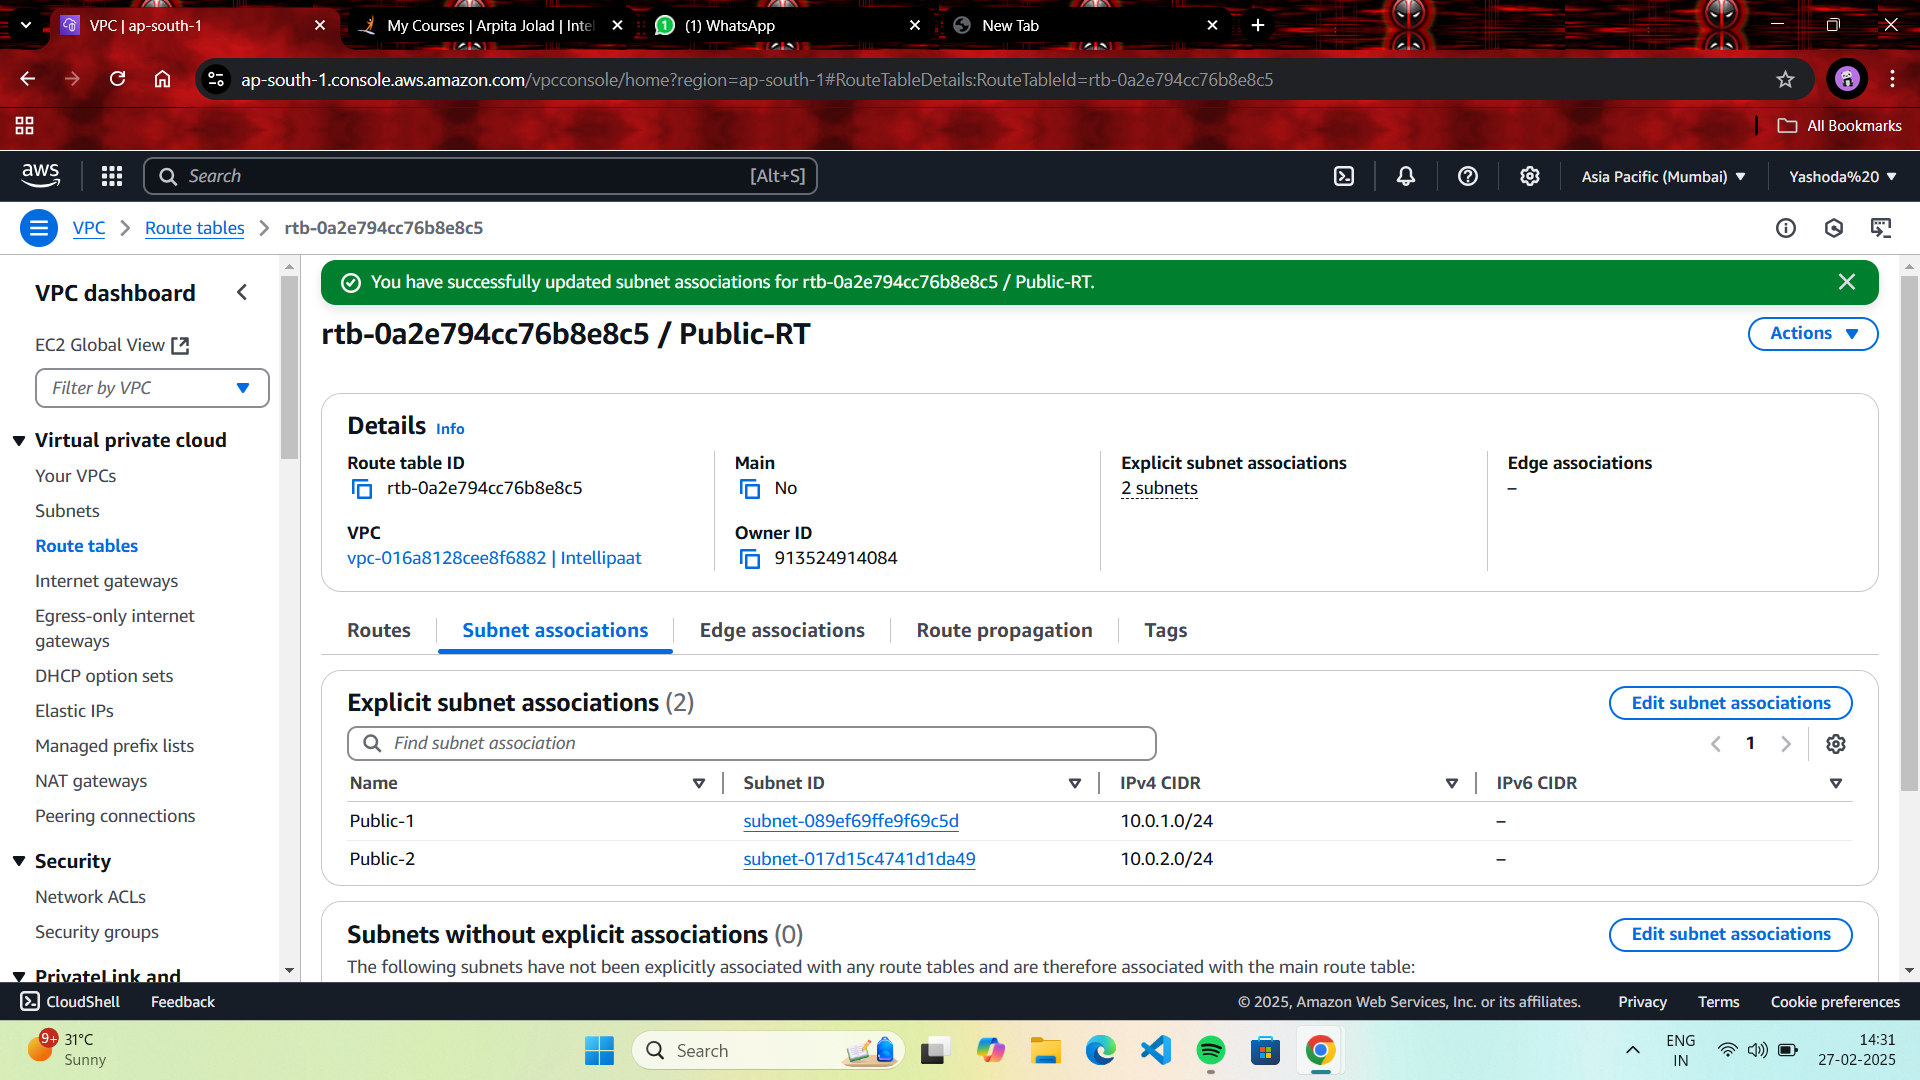 VPC | ap-south-1
My Courses | Arpita Jolad | Intel
(1) WhatsApp
New Tab
ap-south-1.console.aws.amazon.com/vpcconsole/home?region=ap-south-1#RouteTableDetails:RouteTableId=rtb-0a2e794cc76b8e8c5
All Bookmarks
aws
Search
[Alt+S]
Asia Pacific (Mumbai)
Yashoda%20
VPC
Route tables
rtb-0a2e794cc76b8e8c5
VPC dashboard
EC2 Global View
Filter by VPC
Virtual private cloud
Your VPCs
Subnets
Route tables
Internet gateways
Egress-only internet
gateways
DHCP option sets
Elastic IPs
Managed prefix lists
NAT gateways
Peering connections
Security
Network ACLs
Security groups
PrivateLink and
You have successfully updated subnet associations for rtb-0a2e794cc76b8e8c5 / Public-RT.
rtb-0a2e794cc76b8e8c5 / Public-RT
Actions
Details Info
Route table ID
rtb-0a2e794cc76b8e8c5
Main
No
Explicit subnet associations
2 subnets
Edge associations
–
VPC
vpc-016a8128cee8f6882 | Intellipaat
Owner ID
913524914084
Routes
Subnet associations
Edge associations
Route propagation
Tags
Explicit subnet associations (2)
Edit subnet associations
Find subnet association
1
Name
Subnet ID
IPv4 CIDR
IPv6 CIDR
Public-1
subnet-089ef69ffe9f69c5d
10.0.1.0/24
–
Public-2
subnet-017d15c4741d1da49
10.0.2.0/24
–
Subnets without explicit associations (0)
Edit subnet associations
The following subnets have not been explicitly associated with any route tables and are therefore associated with the main route table:
CloudShell
Feedback
© 2025, Amazon Web Services, Inc. or its affiliates.
Privacy
Terms
Cookie preferences
9+
31°C
Sunny
Search
ENG
IN
14:31
27-02-2025